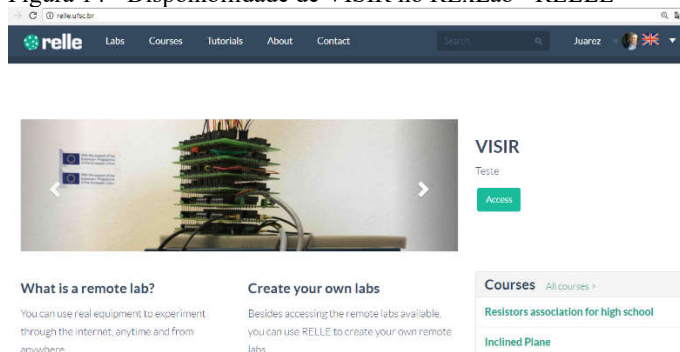 Figura 14 - Disponibilidade de VISIR no RExLab - RELLE
relle.ufsc.br
relle Labs Courses Tutorials About Contact Search Juarez
VISIR
Teste
Access
What is a remote lab?
You can use real equipment to experiment
through the internet, anytime and from
anywhere
Create your own labs
Besides accessing the remote labs available,
you can use RELLE to create your own remote
labs
Courses All courses >
Resistors association for high school
Inclined Plane